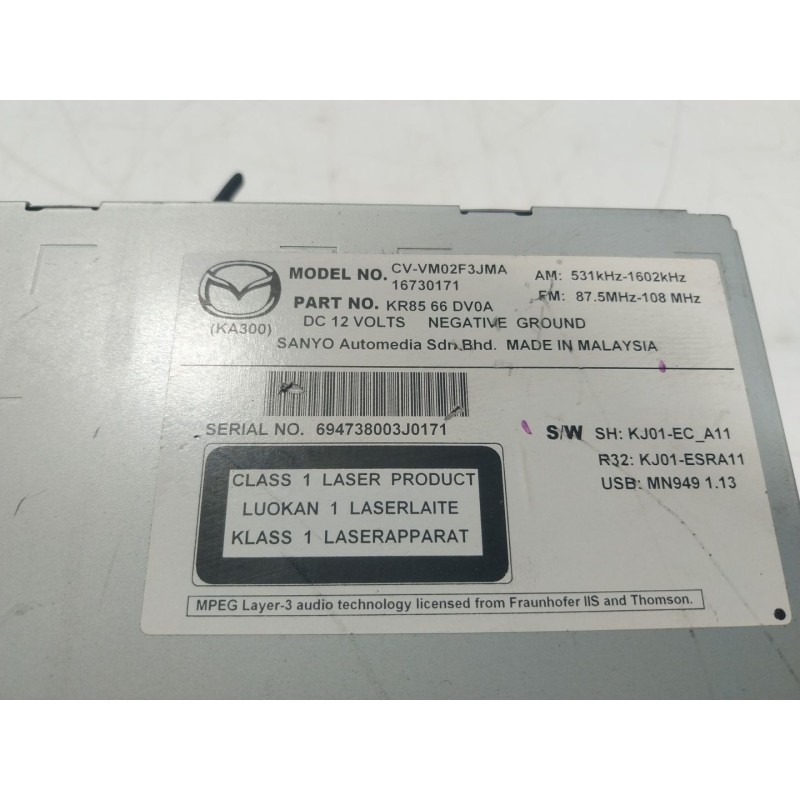 MODEL NO. CV-VM02F3JMA
16730171
AM: 531kHz-1602kHz
FM: 87.5MHz-108 MHz
PART NO. KR85 66 DV0A
(KA300)
DC 12 VOLTS NEGATIVE GROUND
SANYO Automedia Sdn.Bhd. MADE IN MALAYSIA
SERIAL NO. 694738003J0171
S/W SH: KJ01-EC_A11
R32: KJ01-ESRA11
USB: MN949 1.13
CLASS 1 LASER PRODUCT
LUOKAN 1 LASERLAITE
KLASS 1 LASERAPPARAT
MPEG Layer-3 audio technology licensed from Fraunhofer IIS and Thomson.